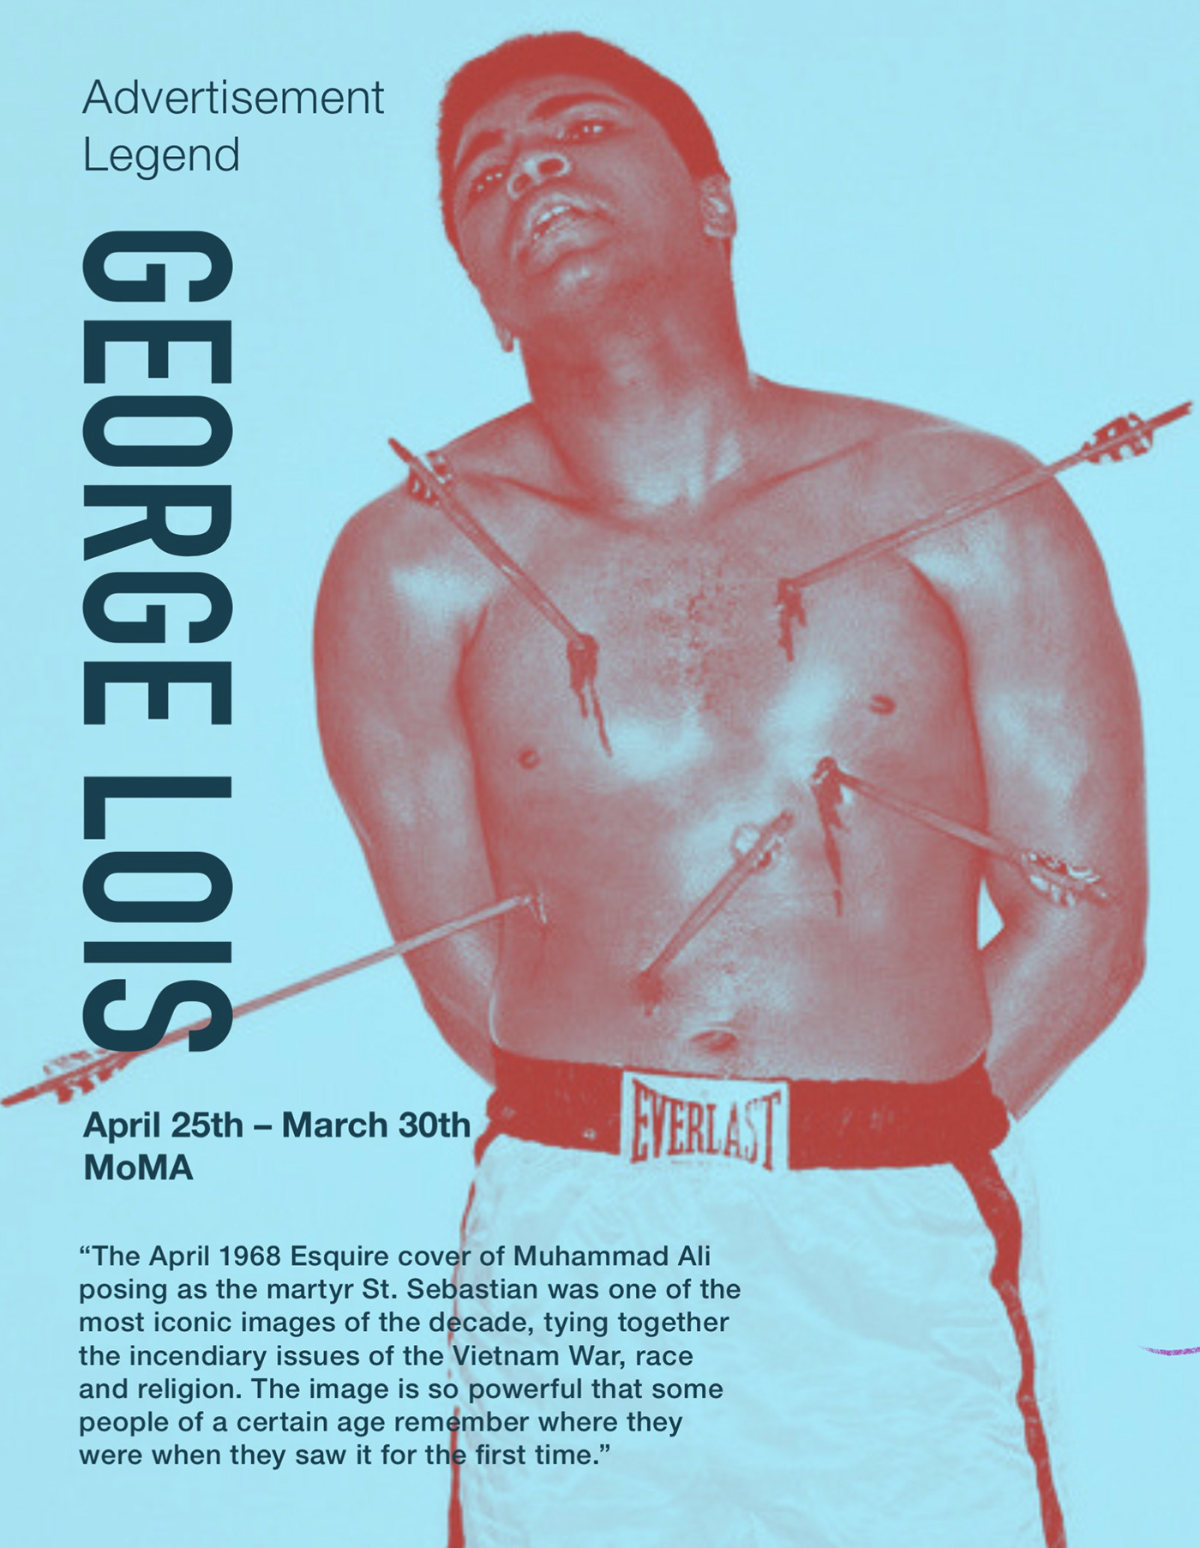 Advertisement
Legend
GEORGE LOIS
EVERLAST
April 25th – March 30th
MoMA
“The April 1968 Esquire cover of Muhammad Ali
posing as the martyr St. Sebastian was one of the
most iconic images of the decade, tying together
the incendiary issues of the Vietnam War, race
and religion. The image is so powerful that some
people of a certain age remember where they
were when they saw it for the first time.”